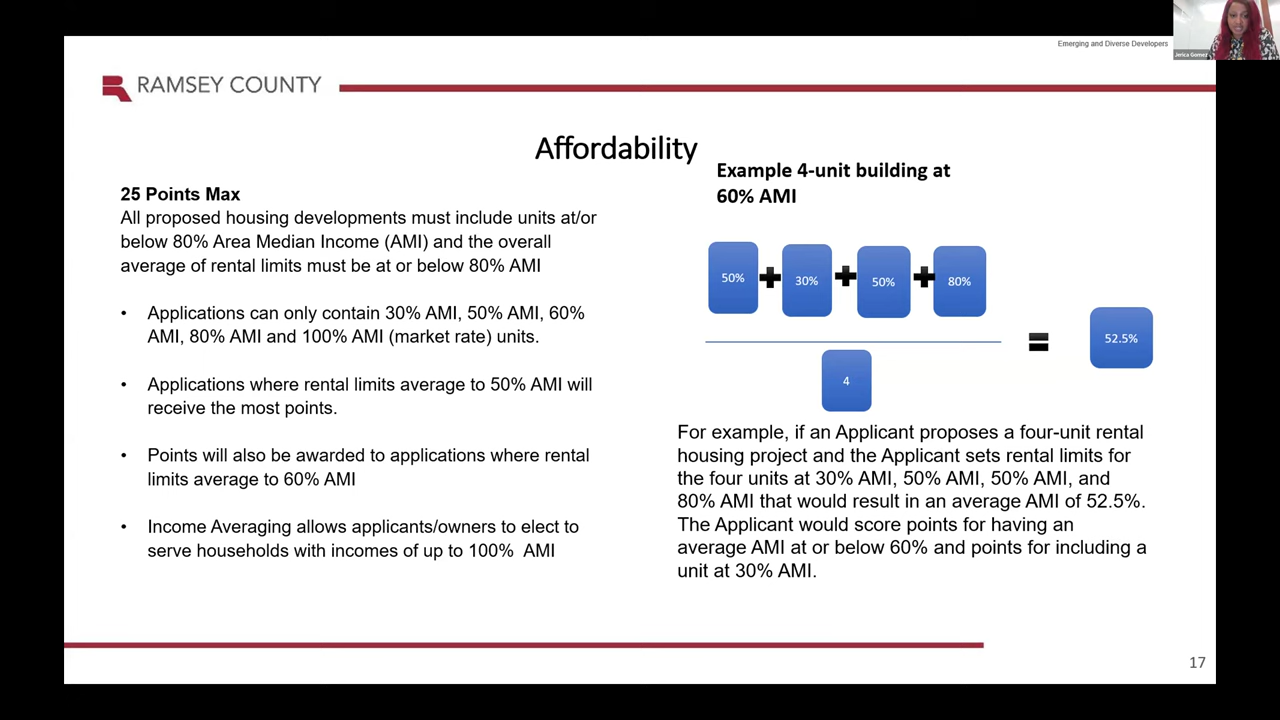 Emerging and Diverse Developers
Jerica Gomez
RAMSEY COUNTY
Affordability
25 Points Max
All proposed housing developments must include units at/or
below 80% Area Median Income (AMI) and the overall
average of rental limits must be at or below 80% AMI
• Applications can only contain 30% AMI, 50% AMI, 60%
AMI, 80% AMI and 100% AMI (market rate) units.
• Applications where rental limits average to 50% AMI will
receive the most points.
• Points will also be awarded to applications where rental
limits average to 60% AMI
• Income Averaging allows applicants/owners to elect to
serve households with incomes of up to 100% AMI
Example 4-unit building at
60% AMI
50% + 30% + 50% + 80%
4
= 52.5%
For example, if an Applicant proposes a four-unit rental
housing project and the Applicant sets rental limits for
the four units at 30% AMI, 50% AMI, 50% AMI, and
80% AMI that would result in an average AMI of 52.5%.
The Applicant would score points for having an
average AMI at or below 60% and points for including a
unit at 30% AMI.
17